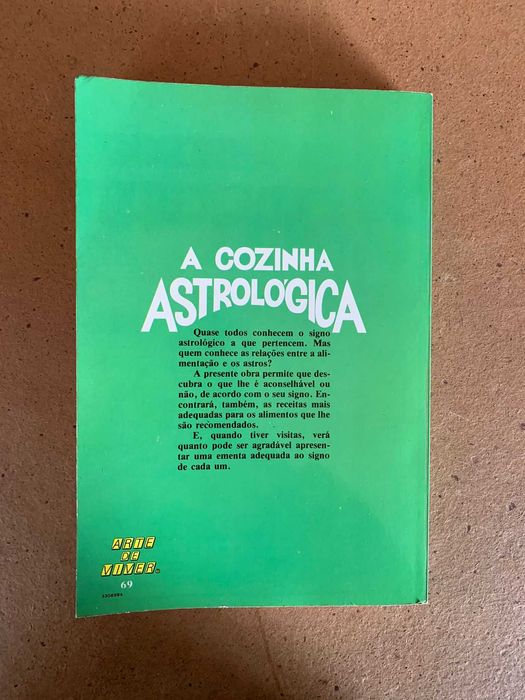 A COZINHA
ASTROLÓGICA
Quase todos conhecem o signo
astrológico a que pertencem. Mas
quem conhece as relações entre a ali-
mentação e os astros?
A presente obra permite que des-
cubra o que lhe é aconselhável ou
não, de acordo com o seu signo. En-
contrará, também, as receitas mais
adequadas para os alimentos que lhe
são recomendados.
E, quando tiver visitas, verá
quanto pode ser agradável apresen-
tar uma ementa adequada ao signo
de cada um.
ARTE
DE
VIVER
69